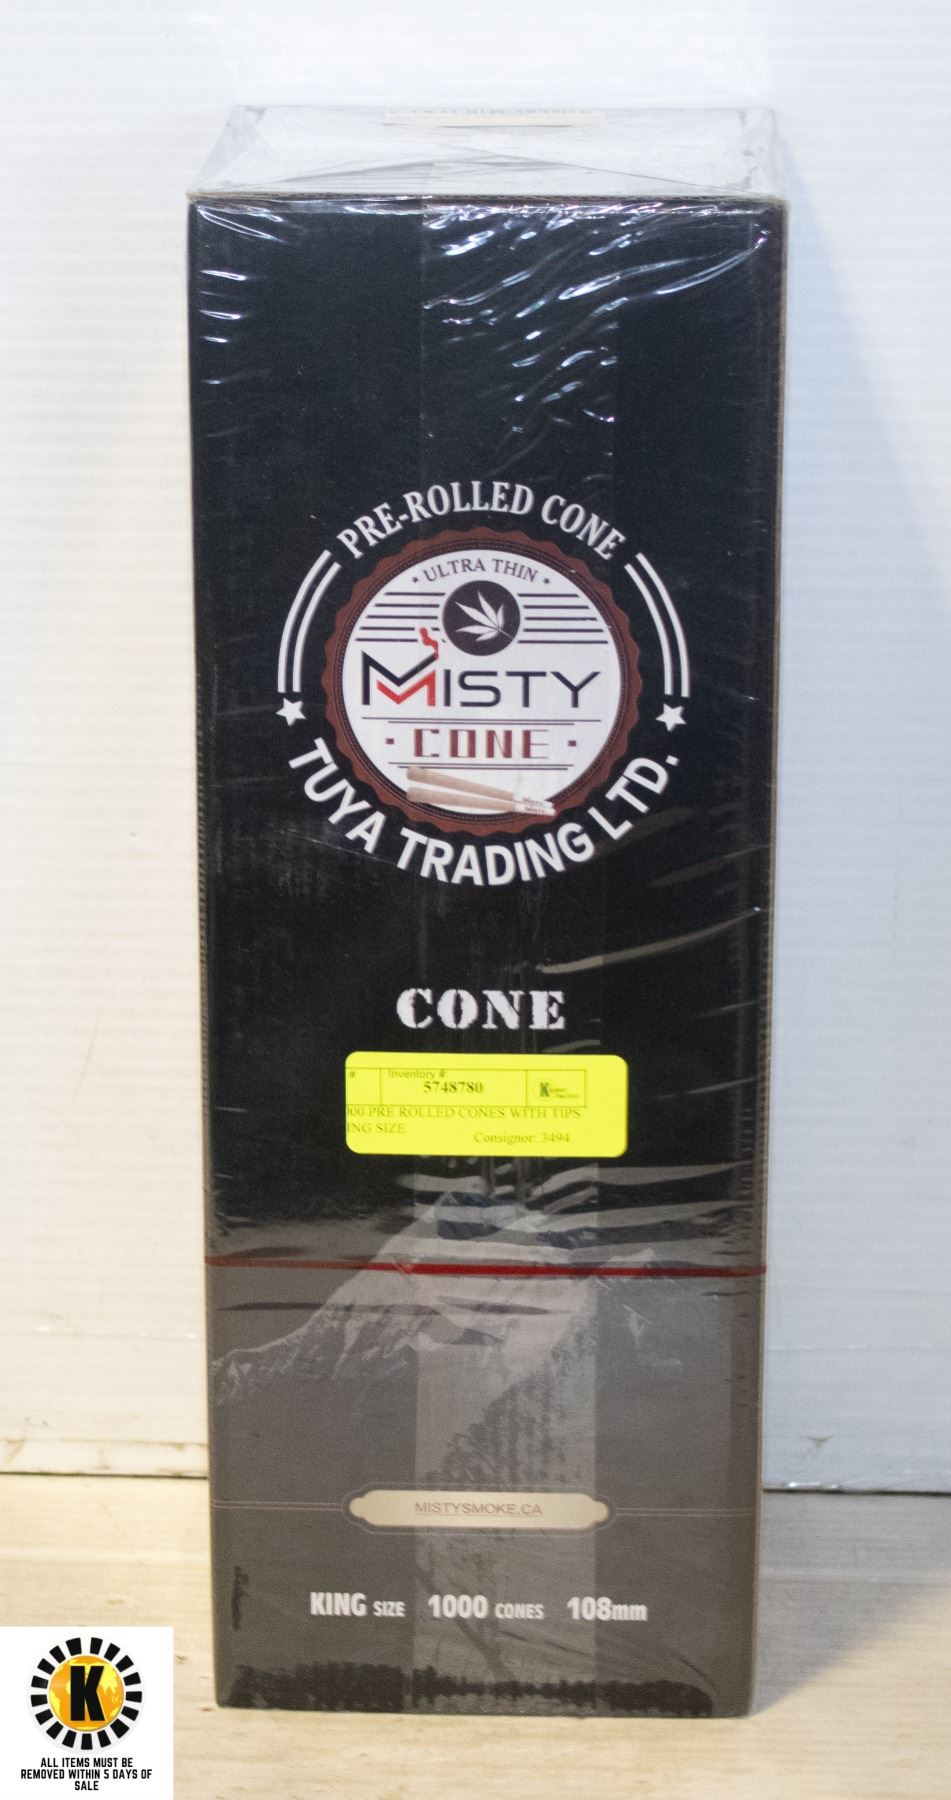 PRE-ROLLED CONE
ULTRA THIN
MISTY
CONE
TUYA TRADING LTD.
CONE
#:
Inventory #:
5748780
00 PRE ROLLED CONES WITH TIPS
ING SIZE
Consignor: 3494
MISTYSMOKE.CA
KING SIZE 1000 CONES 108mm
K
ALL ITEMS MUST BE
REMOVED WITHIN 5 DAYS OF
SALE